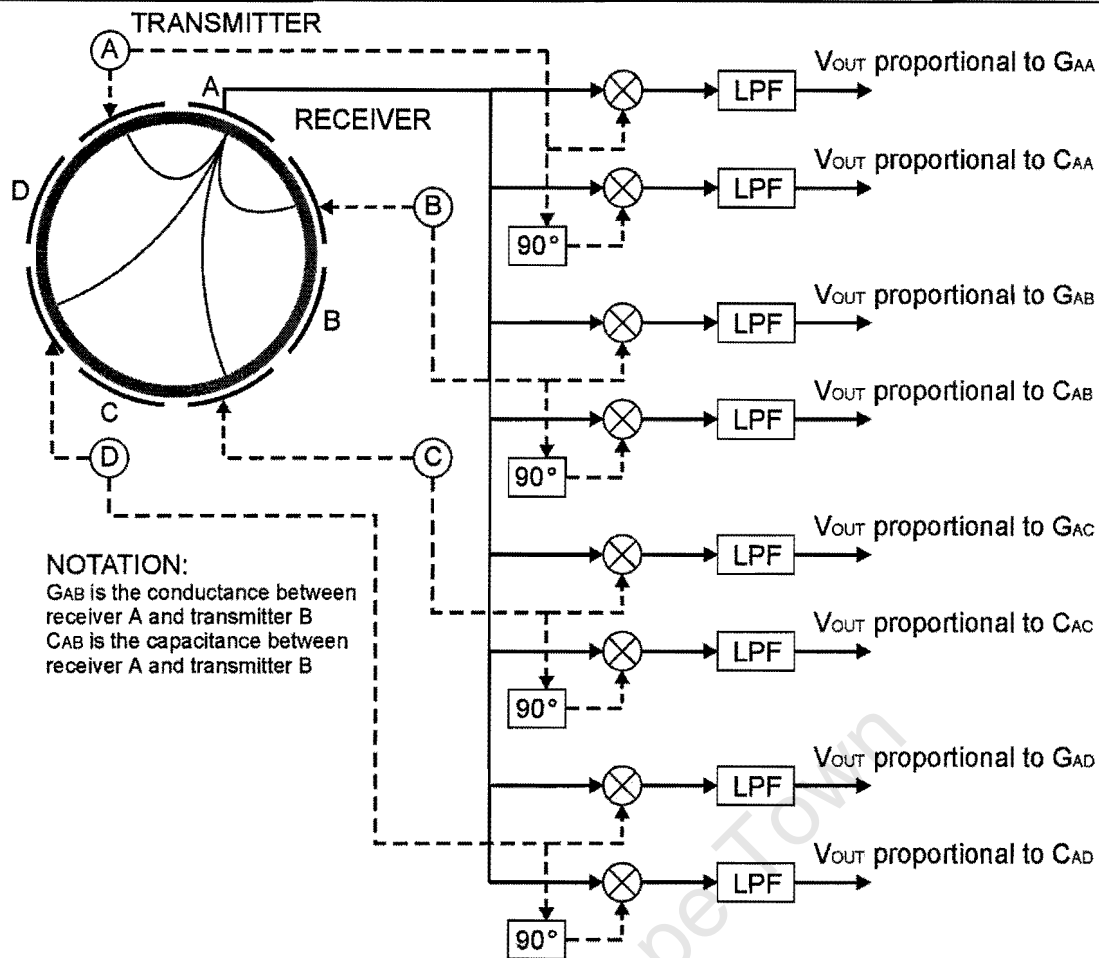 TRANSMITTER
A
A
RECEIVER
D
B
B
C
D
C
NOTATION:
GAB is the conductance between
receiver A and transmitter B
CAB is the capacitance between
receiver A and transmitter B
LPF
VOUT proportional to GAA
LPF
VOUT proportional to CAA
90°
LPF
VOUT proportional to GAB
LPF
VOUT proportional to CAB
90°
LPF
VOUT proportional to GAC
LPF
VOUT proportional to CAC
90°
LPF
VOUT proportional to GAD
LPF
VOUT proportional to CAD
90°
pe Town